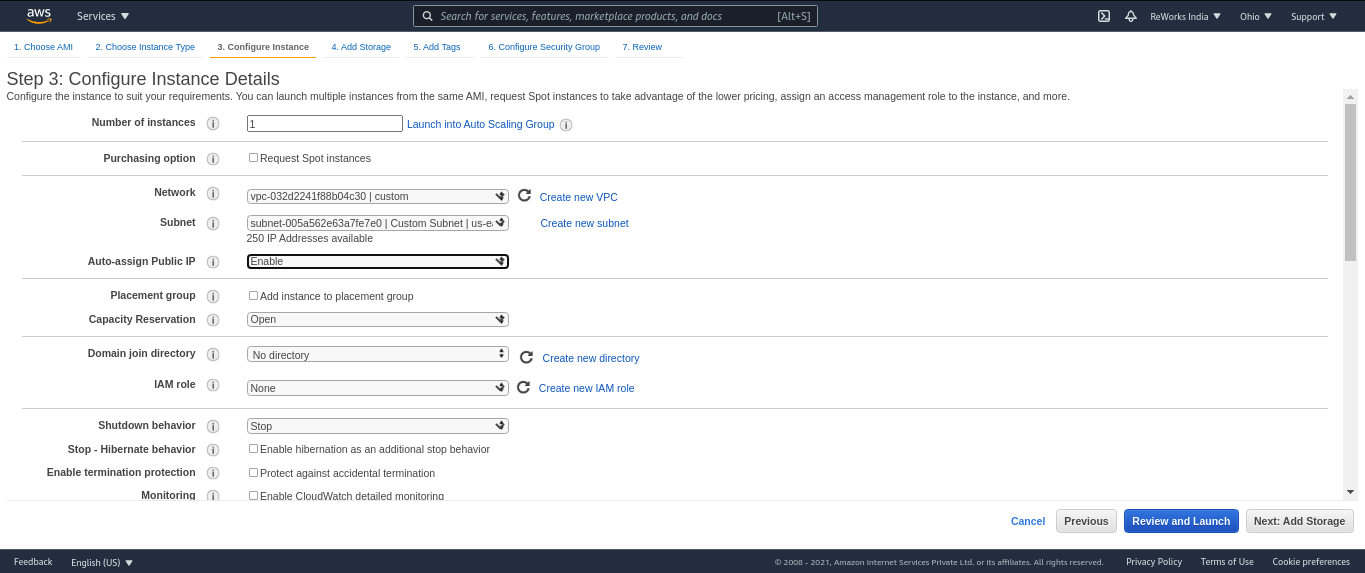 aws Services Search for services, features, marketplace products, and docs [Alt+S] ReWorks India Ohio Support
1. Choose AMI 2. Choose Instance Type 3. Configure Instance 4. Add Storage 5. Add Tags 6. Configure Security Group 7. Review
Step 3: Configure Instance Details
Configure the instance to suit your requirements. You can launch multiple instances from the same AMI, request Spot instances to take advantage of the lower pricing, assign an access management role to the instance, and more.
Number of instances i 1 Launch into Auto Scaling Group i
Purchasing option i Request Spot instances
Network i vpc-032d2241f88b04c30 | custom Create new VPC
Subnet i subnet-005a562e63a7fe7e0 | Custom Subnet | us-ea Create new subnet
250 IP Addresses available
Auto-assign Public IP i Enable
Placement group i Add instance to placement group
Capacity Reservation i Open
Domain join directory i No directory Create new directory
IAM role i None Create new IAM role
Shutdown behavior i Stop
Stop - Hibernate behavior i Enable hibernation as an additional stop behavior
Enable termination protection i Protect against accidental termination
Monitoring i Enable CloudWatch detailed monitoring
Cancel Previous Review and Launch Next: Add Storage
Feedback English (US) © 2008 - 2021, Amazon Internet Services Private Ltd. or its affiliates. All rights reserved. Privacy Policy Terms of Use Cookie preferences